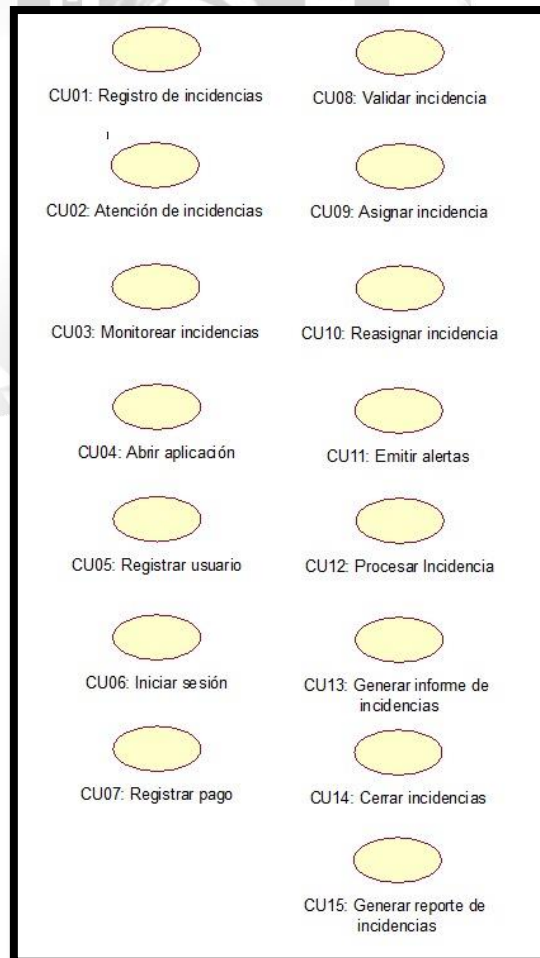 CU01: Registro de incidencias
CU02: Atención de incidencias
CU03: Monitorear incidencias
CU04: Abrir aplicación
CU05: Registrar usuario
CU06: Iniciar sesión
CU07: Registrar pago
CU08: Validar incidencia
CU09: Asignar incidencia
CU10: Reasignar incidencia
CU11: Emitir alertas
CU12: Procesar Incidencia
CU13: Generar informe de
incidencias
CU14: Cerrar incidencias
CU15: Generar reporte de
incidencias